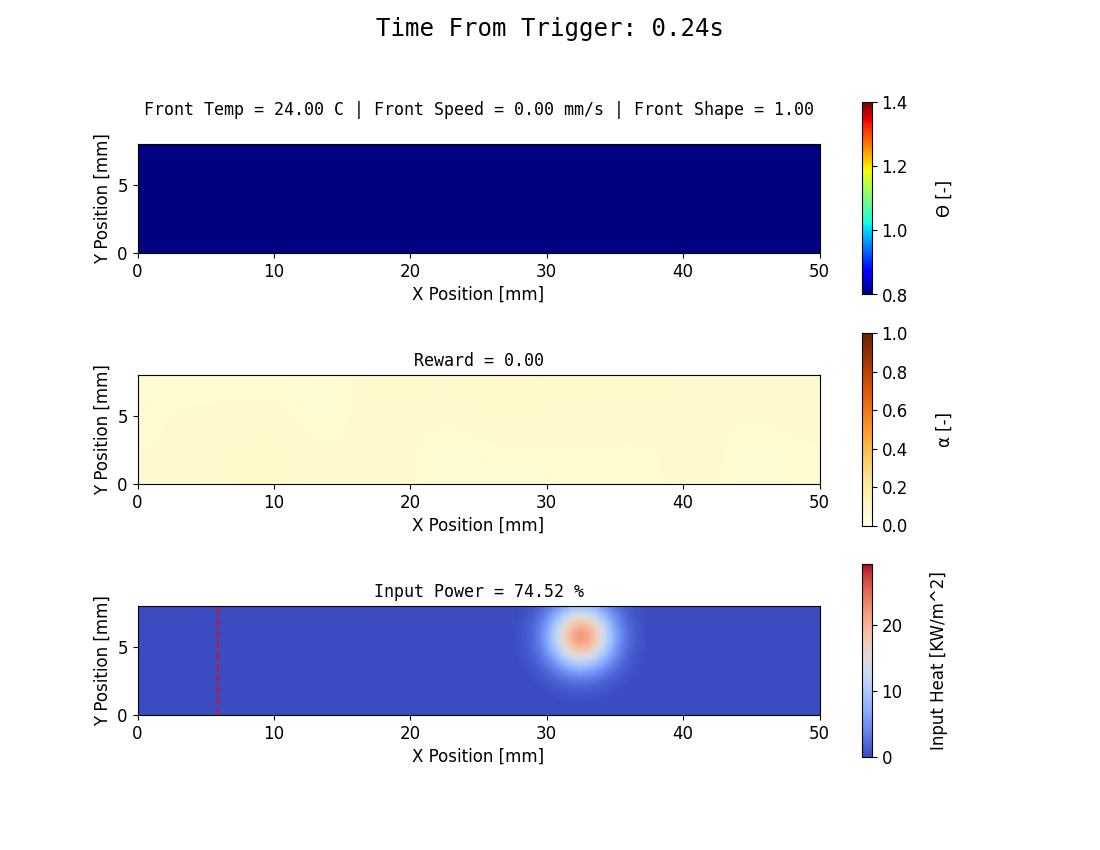 Time From Trigger: 0.24s
Front Temp = 24.00 C | Front Speed = 0.00 mm/s | Front Shape = 1.00
Y Position [mm]
5
0
0 10 20 30 40 50
X Position [mm]
1.4
1.2
1.0
0.8
Θ [-]
Reward = 0.00
Y Position [mm]
5
0
0 10 20 30 40 50
X Position [mm]
1.0
0.8
0.6
0.4
0.2
0.0
α [-]
Input Power = 74.52 %
Y Position [mm]
5
0
0 10 20 30 40 50
X Position [mm]
20
10
0
Input Heat [KW/m^2]